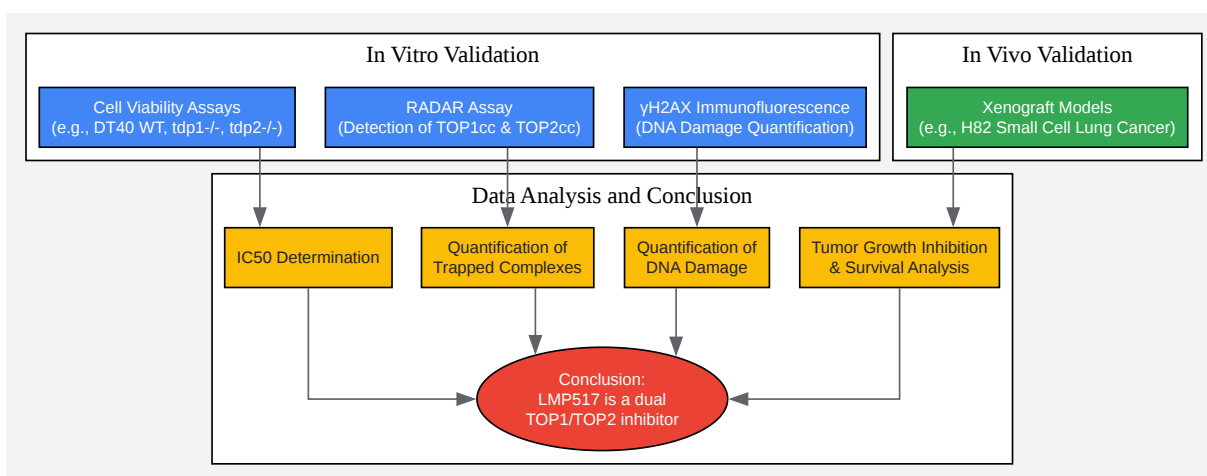 In Vitro Validation
In Vivo Validation
Cell Viability Assays
(e.g., DT40 WT, tdp1-/-, tdp2-/-)
RADAR Assay
(Detection of TOP1cc & TOP2cc)
γH2AX Immunofluorescence
(DNA Damage Quantification)
Xenograft Models
(e.g., H82 Small Cell Lung Cancer)
Data Analysis and Conclusion
IC50 Determination
Quantification of
Trapped Complexes
Quantification of
DNA Damage
Tumor Growth Inhibition
& Survival Analysis
Conclusion:
LMP517 is a dual
TOP1/TOP2 inhibitor